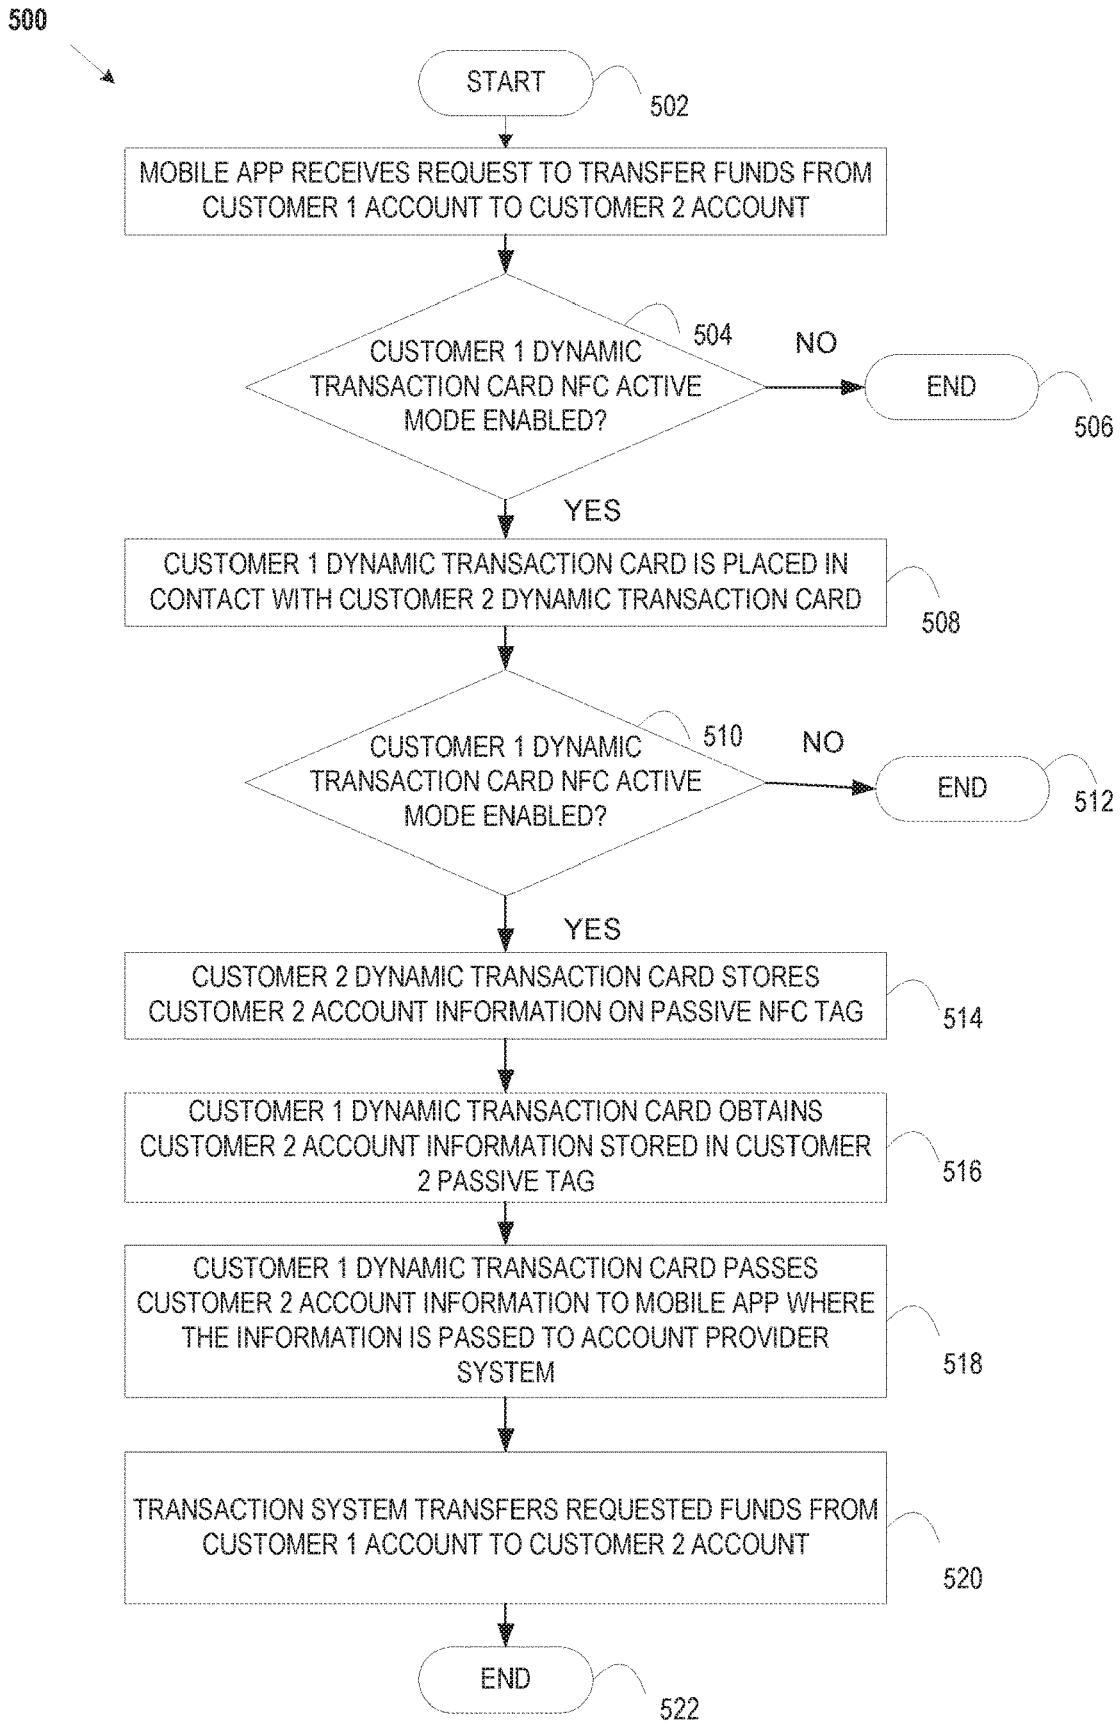 500
START
502
MOBILE APP RECEIVES REQUEST TO TRANSFER FUNDS FROM
CUSTOMER 1 ACCOUNT TO CUSTOMER 2 ACCOUNT
504
CUSTOMER 1 DYNAMIC
TRANSACTION CARD NFC ACTIVE
MODE ENABLED?
NO
END
506
YES
CUSTOMER 1 DYNAMIC TRANSACTION CARD IS PLACED IN
CONTACT WITH CUSTOMER 2 DYNAMIC TRANSACTION CARD
508
510
CUSTOMER 1 DYNAMIC
TRANSACTION CARD NFC ACTIVE
MODE ENABLED?
NO
END
512
YES
CUSTOMER 2 DYNAMIC TRANSACTION CARD STORES
CUSTOMER 2 ACCOUNT INFORMATION ON PASSIVE NFC TAG
514
CUSTOMER 1 DYNAMIC TRANSACTION CARD OBTAINS
CUSTOMER 2 ACCOUNT INFORMATION STORED IN CUSTOMER
2 PASSIVE TAG
516
CUSTOMER 1 DYNAMIC TRANSACTION CARD PASSES
CUSTOMER 2 ACCOUNT INFORMATION TO MOBILE APP WHERE
THE INFORMATION IS PASSED TO ACCOUNT PROVIDER
SYSTEM
518
TRANSACTION SYSTEM TRANSFERS REQUESTED FUNDS FROM
CUSTOMER 1 ACCOUNT TO CUSTOMER 2 ACCOUNT
520
END
522